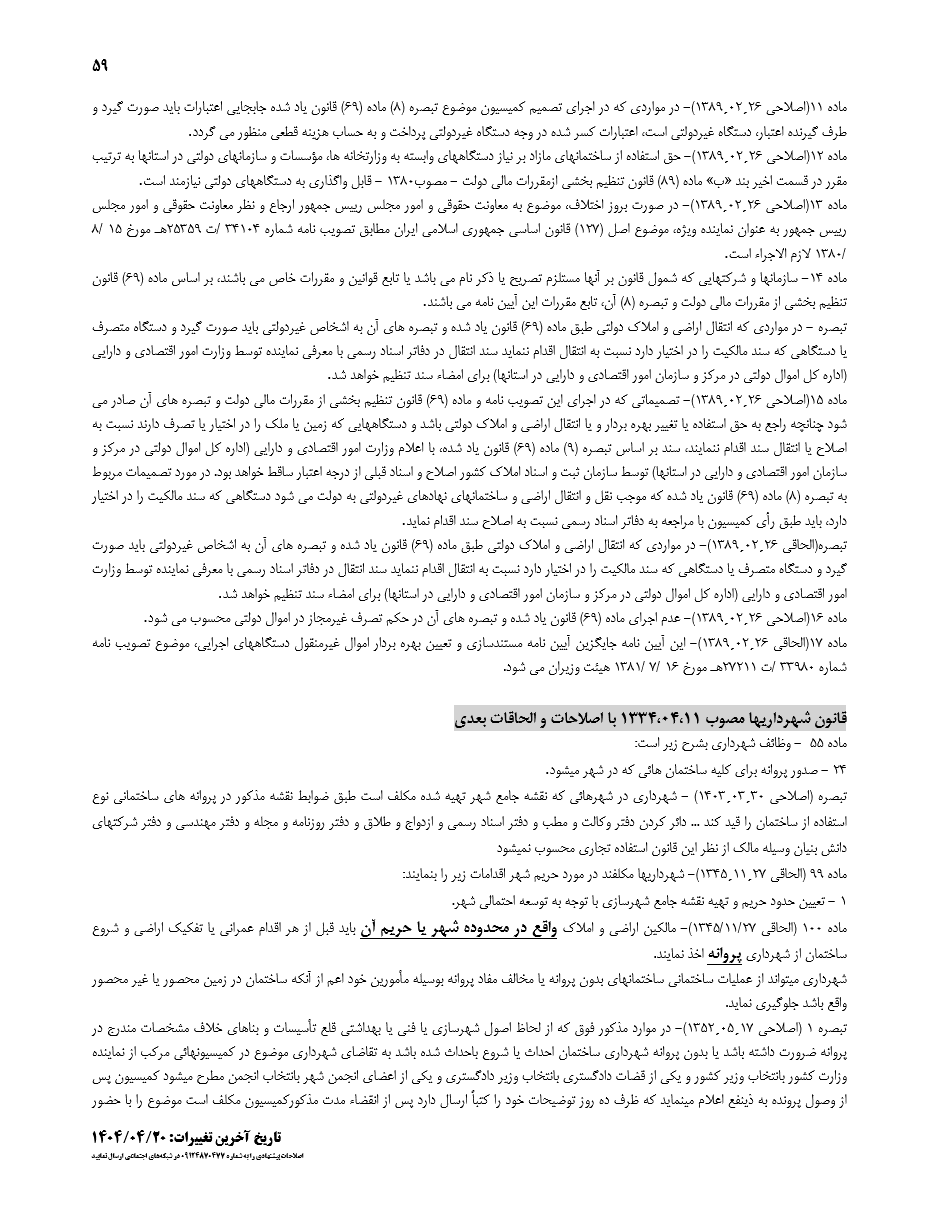 ۵۹
ماده ۱۱(اصلاحی ۲۶ٍ۰۲ٍ۱۳۸۹)- در مواردی که در اجرای تصمیم کمیسیون موضوع تبصره (۸) ماده (۶۹) قانون یاد شده جابجایی اعتبارات باید صورت گیرد و
طرف گیرنده اعتبار، دستگاه غیردولتی است، اعتبارات کسر شده در وجه دستگاه غیردولتی پرداخت و به حساب هزینه قطعی منظور می گردد.
ماده ۱۲(اصلاحی ۲۶ٍ۰۲ٍ۱۳۸۹)- حق استفاده از ساختمانهای مازاد بر نیاز دستگاههای وابسته به وزارتخانه ها، مؤسسات و سازمانهای دولتی در استانها به ترتیب
مقرر در قسمت اخیر بند «ب» ماده (۸۹) قانون تنظیم بخشی ازمقررات مالی دولت – مصوب۱۳۸۰ – قابل واگذاری به دستگاههای دولتی نیازمند است.
ماده ۱۳(اصلاحی ۲۶ٍ۰۲ٍ۱۳۸۹)- در صورت بروز اختلاف، موضوع به معاونت حقوقی و امور مجلس رییس جمهور ارجاع و نظر معاونت حقوقی و امور مجلس
رییس جمهور به عنوان نماینده ویژه، موضوع اصل (۱۲۷) قانون اساسی جمهوری اسلامی ایران مطابق تصویب نامه شماره ۳۴۱۰۴ /ت ۲۵۳۵۹هـ مورخ ۱۵ /۸
/۱۳۸۰ لازم الاجراء است.
ماده ۱۴- سازمانها و شرکتهایی که شمول قانون بر آنها مستلزم تصریح یا ذکر نام می باشد یا تابع قوانین و مقررات خاص می باشند، بر اساس ماده (۶۹) قانون
تنظیم بخشی از مقررات مالی دولت و تبصره (۸) آن، تابع مقررات این آیین نامه می باشند.
تبصره – در مواردی که انتقال اراضی و املاک دولتی طبق ماده (۶۹) قانون یاد شده و تبصره های آن به اشخاص غیردولتی باید صورت گیرد و دستگاه متصرف
یا دستگاهی که سند مالکیت را در اختیار دارد نسبت به انتقال اقدام ننماید سند انتقال در دفاتر اسناد رسمی با معرفی نماینده توسط وزارت امور اقتصادی و دارایی
(اداره کل اموال دولتی در مرکز و سازمان امور اقتصادی و دارایی در استانها) برای امضاء سند تنظیم خواهد شد.
ماده ۱۵(اصلاحی ۲۶ٍ۰۲ٍ۱۳۸۹)- تصمیماتی که در اجرای این تصویب نامه و ماده (۶۹) قانون تنظیم بخشی از مقررات مالی دولت و تبصره های آن صادر می
شود چنانچه راجع به حق استفاده یا تغییر بهره بردار و یا انتقال اراضی و املاک دولتی باشد و دستگاههایی که زمین یا ملک را در اختیار یا تصرف دارند نسبت به
اصلاح یا انتقال سند اقدام ننمایند، سند بر اساس تبصره (۹) ماده (۶۹) قانون یاد شده، با اعلام وزارت امور اقتصادی و دارایی (اداره کل اموال دولتی در مرکز و
سازمان امور اقتصادی و دارایی در استانها) توسط سازمان ثبت و اسناد املاک کشور اصلاح و اسناد قبلی از درجه اعتبار ساقط خواهد بود. در مورد تصمیمات مربوط
به تبصره (۸) ماده (۶۹) قانون یاد شده که موجب نقل و انتقال اراضی و ساختمانهای نهادهای غیردولتی به دولت می شود دستگاهی که سند مالکیت را در اختیار
دارد، باید طبق رأی کمیسیون با مراجعه به دفاتر اسناد رسمی نسبت به اصلاح سند اقدام نماید.
تبصره(الحاقی ۲۶ٍ۰۲ٍ۱۳۸۹)- در مواردی که انتقال اراضی و املاک دولتی طبق ماده (۶۹) قانون یاد شده و تبصره های آن به اشخاص غیردولتی باید صورت
گیرد و دستگاه متصرف یا دستگاهی که سند مالکیت را در اختیار دارد نسبت به انتقال اقدام ننماید سند انتقال در دفاتر اسناد رسمی با معرفی نماینده توسط وزارت
امور اقتصادی و دارایی (اداره کل اموال دولتی در مرکز و سازمان امور اقتصادی و دارایی در استانها) برای امضاء سند تنظیم خواهد شد.
ماده ۱۶(اصلاحی ۲۶ٍ۰۲ٍ۱۳۸۹)- عدم اجرای ماده (۶۹) قانون یاد شده و تبصره های آن در حکم تصرف غیرمجاز در اموال دولتی محسوب می شود.
ماده ۱۷(الحاقی ۲۶ٍ۰۲ٍ۱۳۸۹)- این آیین نامه جایگزین آیین نامه مستندسازی و تعیین بهره بردار اموال غیرمنقول دستگاههای اجرایی، موضوع تصویب نامه
شماره ۳۳۹۸۰ /ت ۲۷۲۱۱هـ مورخ ۱۶ /۷ /۱۳۸۱ هیئت وزیران می شود.
قانون شهرداریها مصوب ۱۳۳۴،۰۴،۱۱ با اصلاحات و الحاقات بعدی
ماده ۵۵ – وظائف شهرداری بشرح زیر است:
۲۴ – صدور پروانه برای کلیه ساختمان هائی که در شهر میشود.
تبصره (اصلاحی ۳۰ٍ۰۳ٍ۱۴۰۳) – شهرداری در شهرهائی که نقشه جامع شهر تهیه شده مکلف است طبق ضوابط نقشه مذکور در پروانه های ساختمانی نوع
استفاده از ساختمان را قید کند ... دائر کردن دفتر وکالت و مطب و دفتر اسناد رسمی و ازدواج و طلاق و دفتر روزنامه و مجله و دفتر مهندسی و دفتر شرکتهای
دانش بنیان وسیله مالک از نظر این قانون استفاده تجاری محسوب نمیشود
ماده ۹۹ (الحاقی ۲۷ٍ۱۱ٍ۱۳۴۵)- شهرداریها مکلفند در مورد حریم شهر اقدامات زیر را بنمایند:
۱ – تعیین حدود حریم و تهیه نقشه جامع شهرسازی با توجه به توسعه احتمالی شهر.
ماده ۱۰۰ (الحاقی ۱۳۴۵/۱۱/۲۷)- مالکین اراضی و املاک واقع در محدوده شهر یا حریم آن باید قبل از هر اقدام عمرانی یا تفکیک اراضی و شروع
ساختمان از شهرداری پروانه اخذ نمایند.
شهرداری میتواند از عملیات ساختمانی ساختمانهای بدون پروانه یا مخالف مفاد پروانه بوسیله مأمورین خود اعم از آنکه ساختمان در زمین محصور یا غیر محصور
واقع باشد جلوگیری نماید.
تبصره ۱ (اصلاحی ۱۷ٍ۰۵ٍ۱۳۵۲)- در موارد مذکور فوق که از لحاظ اصول شهرسازی یا فنی یا بهداشتی قلع تأسیسات و بناهای خلاف مشخصات مندرج در
پروانه ضرورت داشته باشد یا بدون پروانه شهرداری ساختمان احداث یا شروع باحداث شده باشد به تقاضای شهرداری موضوع در کمیسیونهائی مرکب از نماینده
وزارت کشور بانتخاب وزیر کشور و یکی از قضات دادگستری بانتخاب وزیر دادگستری و یکی از اعضای انجمن شهر بانتخاب انجمن مطرح میشود کمیسیون پس
از وصول پرونده به ذینفع اعلام مینماید که ظرف ده روز توضیحات خود را کتباً ارسال دارد پس از انقضاء مدت مذکورکمیسیون مکلف است موضوع را با حضور
تاریخ آخرین تغییرات: ۱۴۰۴/۰۴/۲۰
اصلاحات پیشنهادی را به شماره ۰۹۱۲۴۸۷۰۴۷۷ در شبکه‌های اجتماعی ارسال نمایید